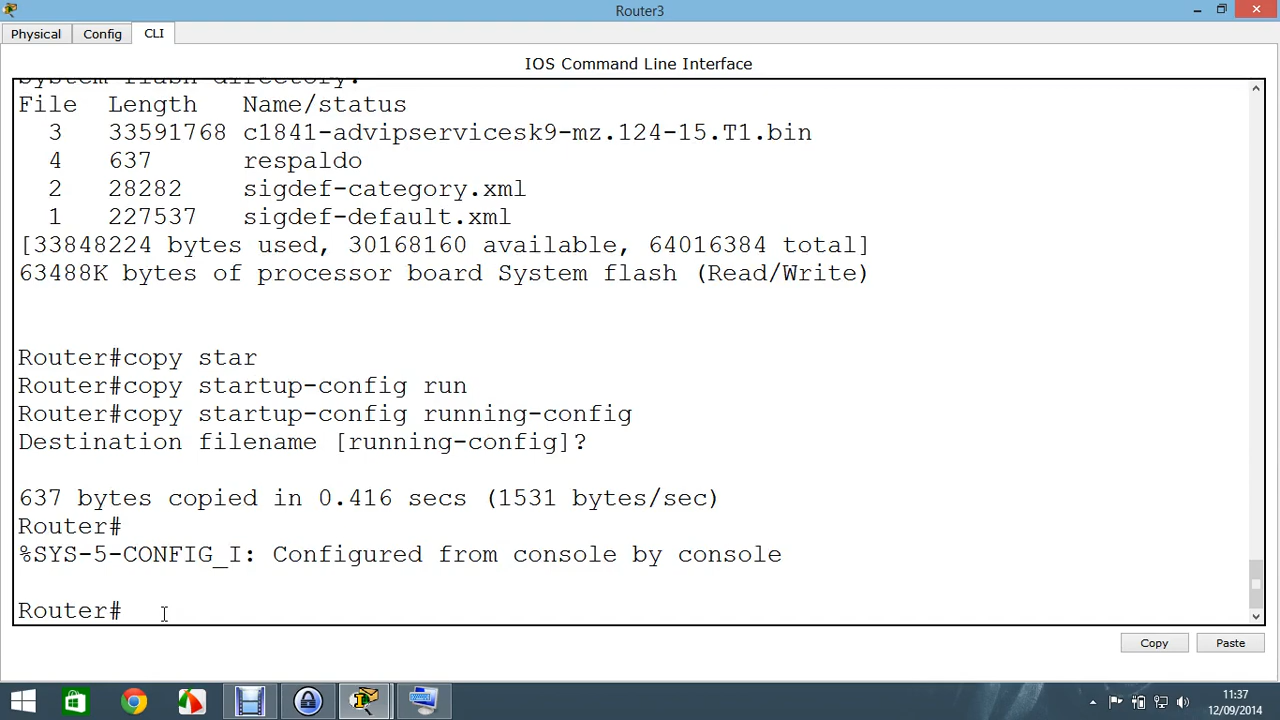 Router3
Physical Config CLI
IOS Command Line Interface
System flash directory:
File Length Name/status
3 33591768 c1841-advipservicesk9-mz.124-15.T1.bin
4 637 respaldo
2 28282 sigdef-category.xml
1 227537 sigdef-default.xml
[33848224 bytes used, 30168160 available, 64016384 total]
63488K bytes of processor board System flash (Read/Write)
Router#copy star
Router#copy startup-config run
Router#copy startup-config running-config
Destination filename [running-config]?
637 bytes copied in 0.416 secs (1531 bytes/sec)
Router#
%SYS-5-CONFIG_I: Configured from console by console
Router#
Copy Paste
11:37
12/09/2014